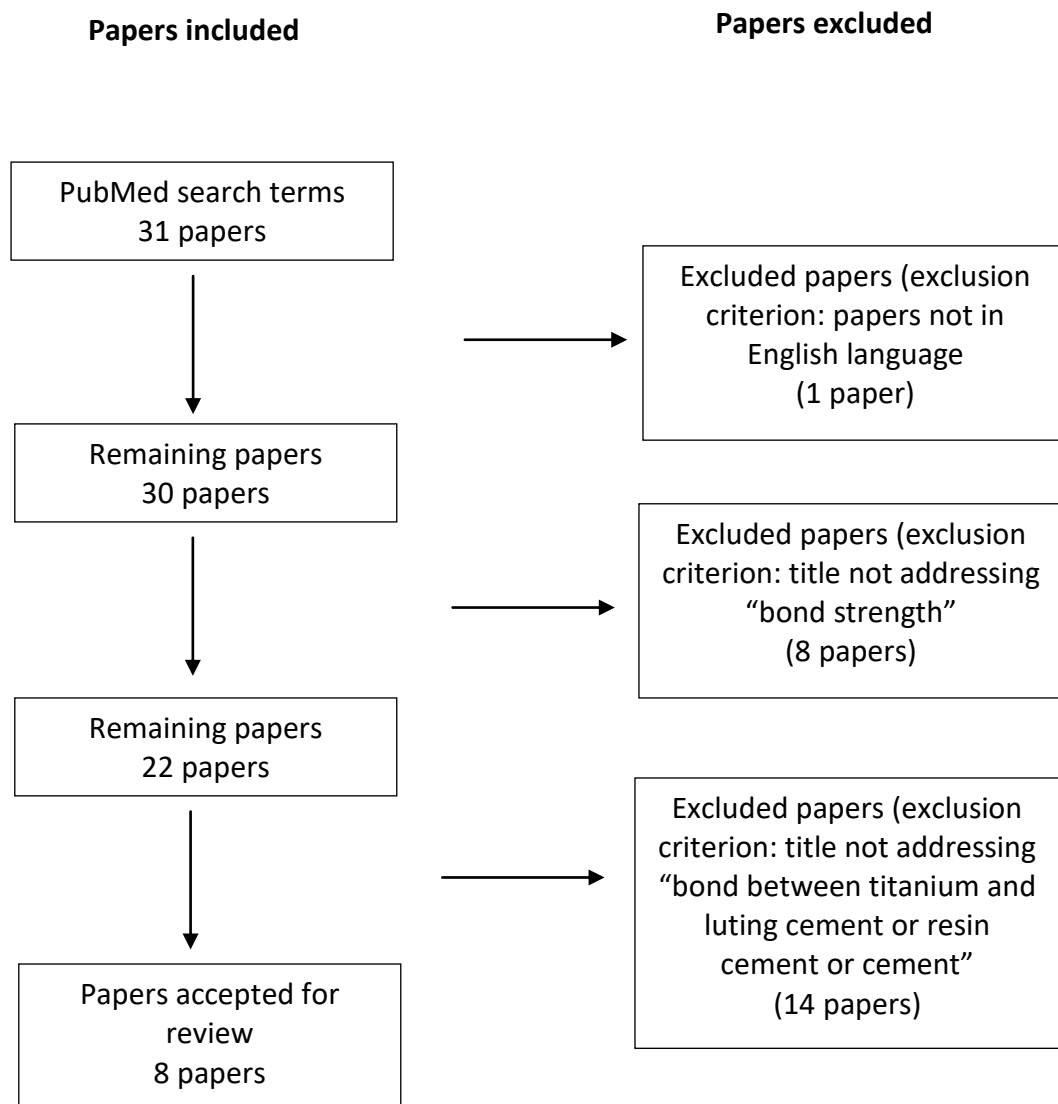 Papers included
Papers excluded
PubMed search terms
31 papers
Excluded papers (exclusion
criterion: papers not in
English language
(1 paper)
Remaining papers
30 papers
Excluded papers (exclusion
criterion: title not addressing
“bond strength”
(8 papers)
Remaining papers
22 papers
Excluded papers (exclusion
criterion: title not addressing
“bond between titanium and
luting cement or resin
cement or cement”
(14 papers)
Papers accepted for
review
8 papers